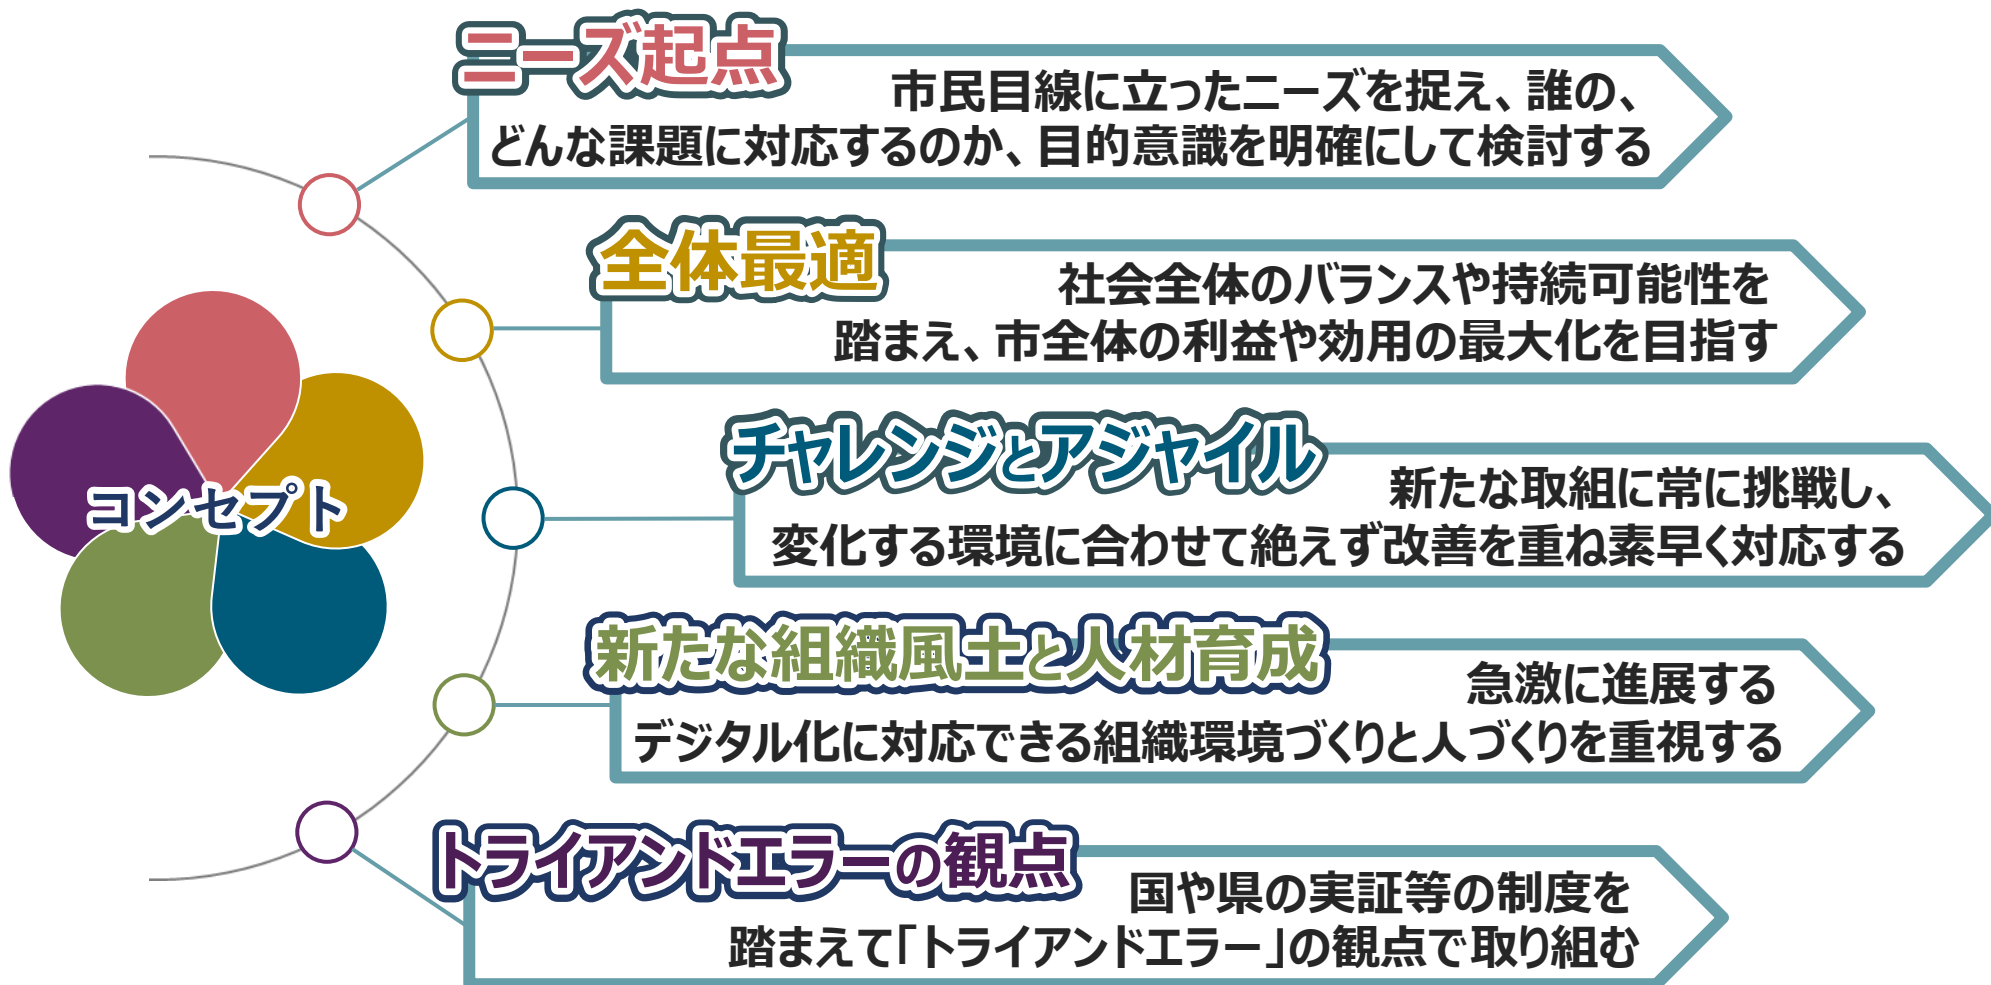 ニーズ起点
市民目線に立ったニーズを捉え、誰の、
どんな課題に対応するのか、目的意識を明確にして検討する
全体最適
社会全体のバランスや持続可能性を
踏まえ、市全体の利益や効用の最大化を目指す
コンセプト
チャレンジとアジャイル
新たな取組に常に挑戦し、
変化する環境に合わせて絶えず改善を重ね素早く対応する
新たな組織風土と人材育成
急激に進展する
デジタル化に対応できる組織環境づくりと人づくりを重視する
トライアンドエラーの観点
国や県の実証等の制度を
踏まえて「トライアンドエラー」の観点で取り組む